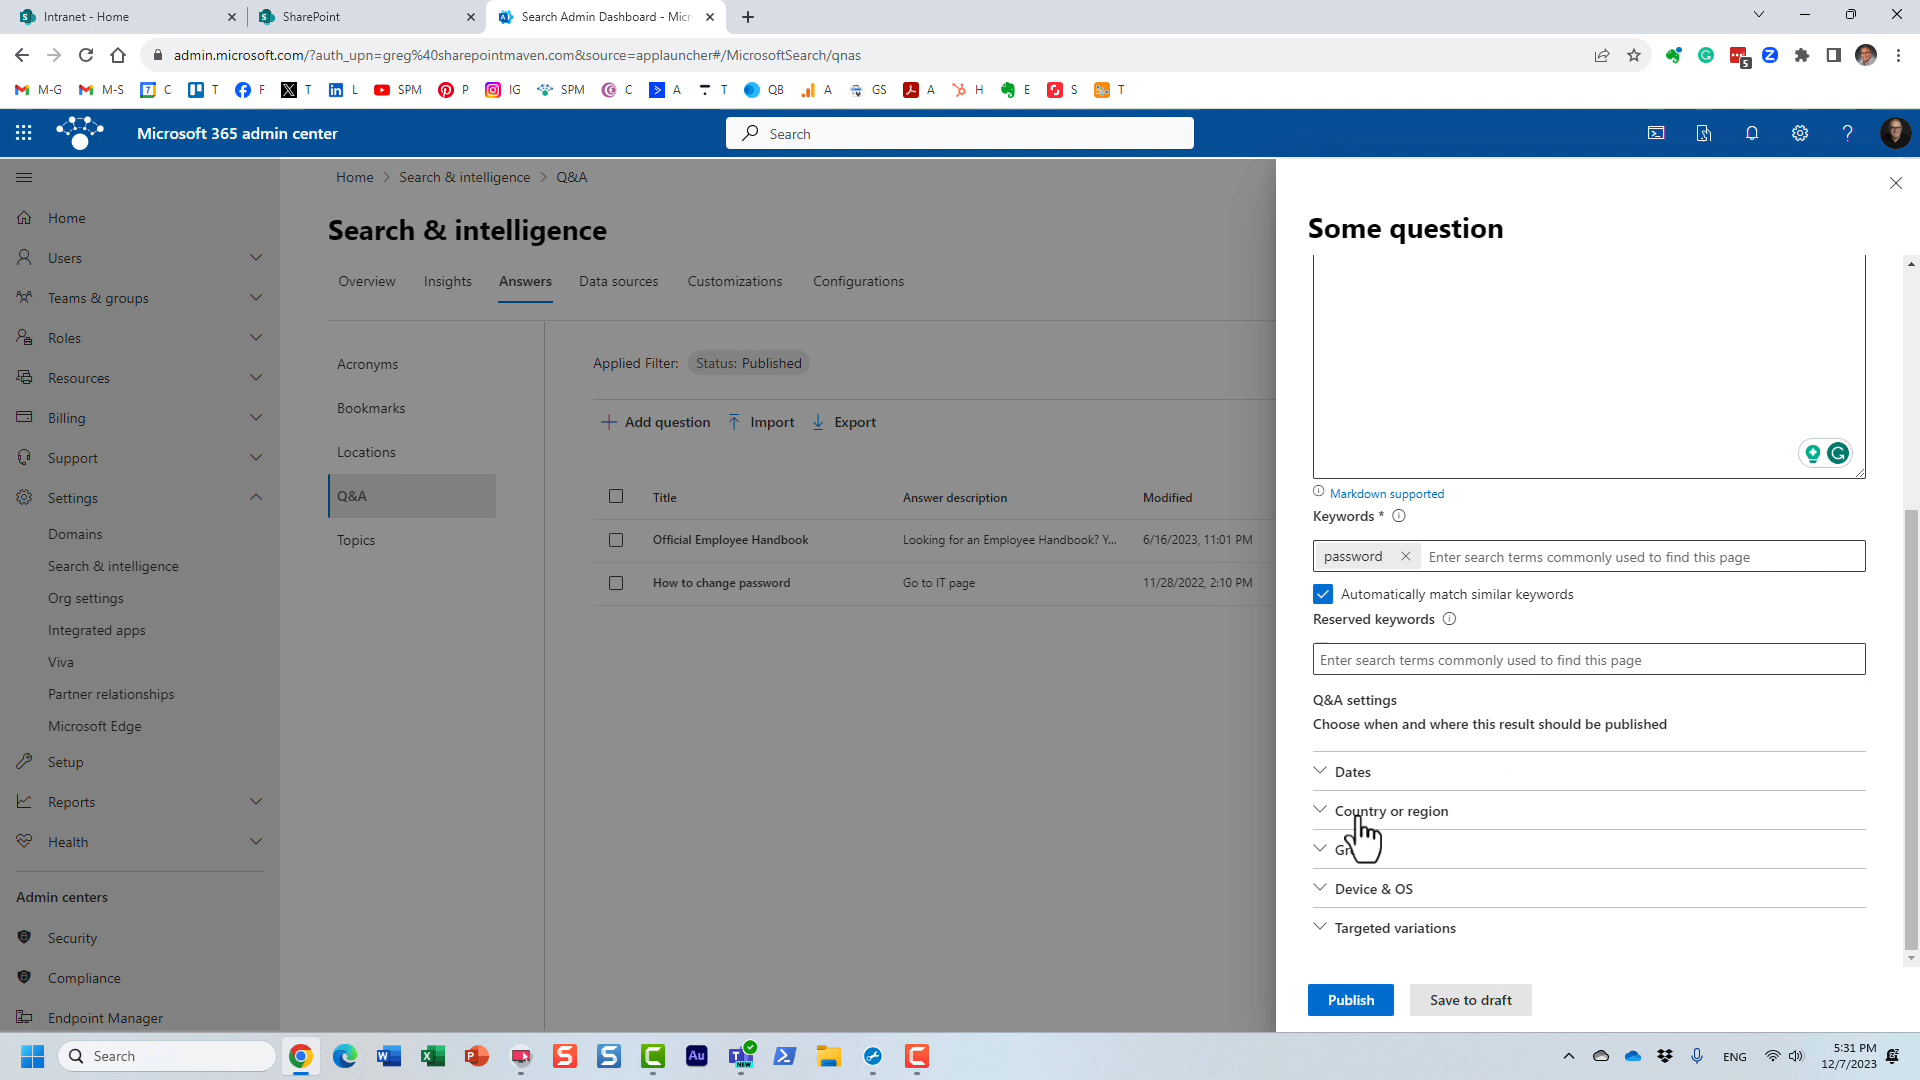 Intranet - Home
SharePoint
Search Admin Dashboard - Micr
admin.microsoft.com/?auth_upn=greg%40sharepointmaven.com&source=applauncher#/MicrosoftSearch/qnas
5
M-G
M-S
7
C
T
F
T
L
SPM
P
IG
SPM
C
A
T
QB
A
GS
A
H
E
S
T
Microsoft 365 admin center
Search
Home
Search & intelligence
Q&A
Home
Users
Teams & groups
Roles
Resources
Billing
Support
Settings
Domains
Search & intelligence
Org settings
Integrated apps
Viva
Partner relationships
Microsoft Edge
Setup
Reports
Health
Admin centers
Security
Compliance
Endpoint Manager
Search & intelligence
Overview
Insights
Answers
Data sources
Customizations
Configurations
Acronyms
Bookmarks
Locations
Q&A
Topics
Applied Filter: Status: Published
Add question
Import
Export
Title
Answer description
Modified
Official Employee Handbook
Looking for an Employee Handbook? Y...
6/16/2023, 11:01 PM
How to change password
Go to IT page
11/28/2022, 2:10 PM
Some question
Markdown supported
Keywords *
password
Enter search terms commonly used to find this page
Automatically match similar keywords
Reserved keywords
Enter search terms commonly used to find this page
Q&A settings
Choose when and where this result should be published
Dates
Country or region
Device & OS
Targeted variations
Publish
Save to draft
Search
Au
NEW
ENG
5:31 PM
12/7/2023